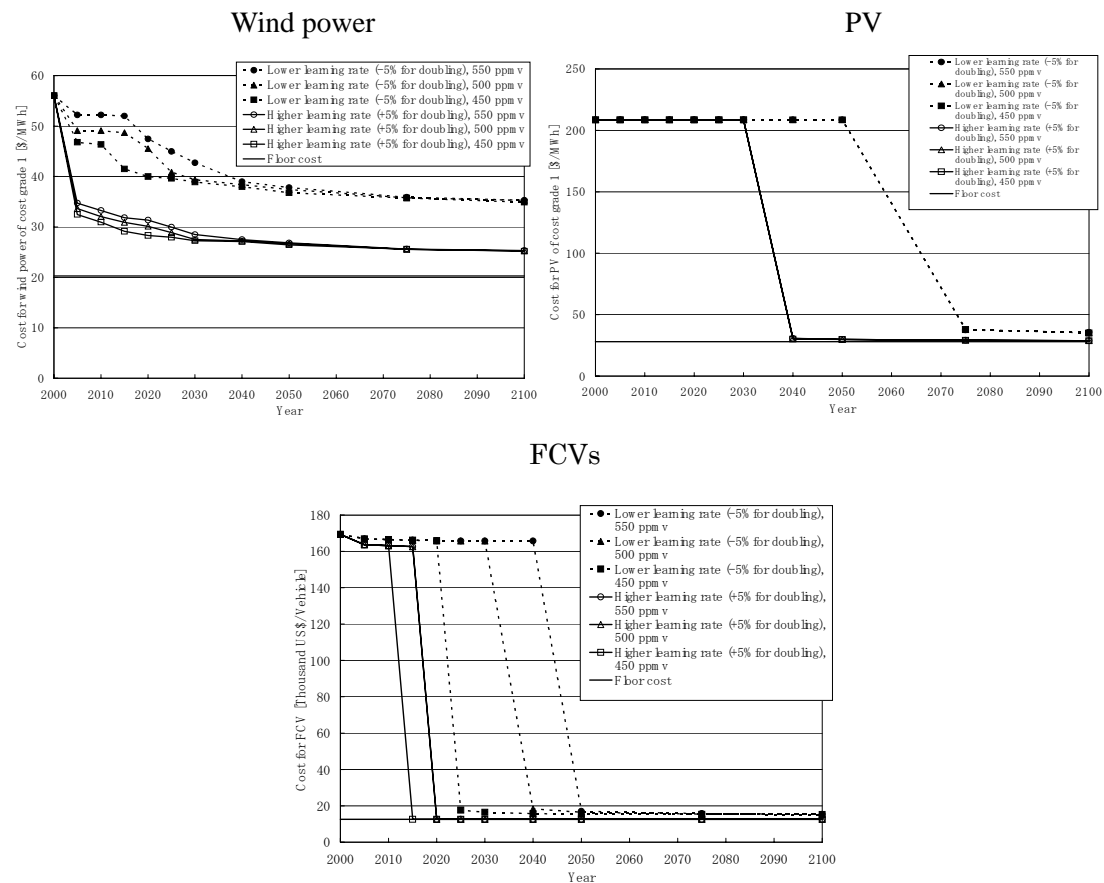 Wind power
PV
Cost for wind power of cost grade 1 [$/MWh]
60
50
40
30
20
10
0
Lower learning rate (-5% for doubling), 550 ppmv
Lower learning rate (-5% for doubling), 500 ppmv
Lower learning rate (-5% for doubling), 450 ppmv
Higher learning rate (+5% for doubling), 550 ppmv
Higher learning rate (+5% for doubling), 500 ppmv
Higher learning rate (+5% for doubling), 450 ppmv
Floor cost
2000 2010 2020 2030 2040 2050 2060 2070 2080 2090 2100
Year
Cost for PV of cost grade 1 [$/MWh]
250
200
150
100
50
0
Lower learning rate (-5% for
doubling), 550 ppmv
Lower learning rate (-5% for
doubling), 500 ppmv
Lower learning rate (-5% for
doubling), 450 ppmv
Higher learning rate (+5% for
doubling), 550 ppmv
Higher learning rate (+5% for
doubling), 500 ppmv
Higher learning rate (+5% for
doubling), 450 ppmv
Floor cost
2000 2010 2020 2030 2040 2050 2060 2070 2080 2090 2100
Year
FCVs
Cost for FCV [Thousand US$/Vehicle]
180
160
140
120
100
80
60
40
20
0
Lower learning rate (-5% for doubling),
550 ppmv
Lower learning rate (-5% for doubling),
500 ppmv
Lower learning rate (-5% for doubling),
450 ppmv
Higher learning rate (+5% for doubling),
550 ppmv
Higher learning rate (+5% for doubling),
500 ppmv
Higher learning rate (+5% for doubling),
450 ppmv
Floor cost
2000 2010 2020 2030 2040 2050 2060 2070 2080 2090 2100
Year